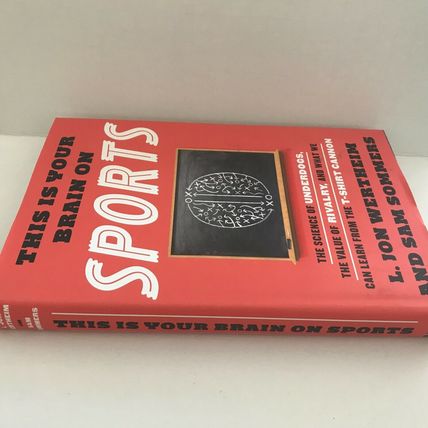 THIS IS YOUR
BRAIN ON
SPORTS
THE SCIENCE OF UNDERDOGS,
THE VALUE OF RIVALRY, AND WHAT WE
CAN LEARN FROM THE T-SHIRT CANNON
L. JON WERTHEIM
AND SAM SOMMERS
THIS IS YOUR BRAIN ON SPORTS